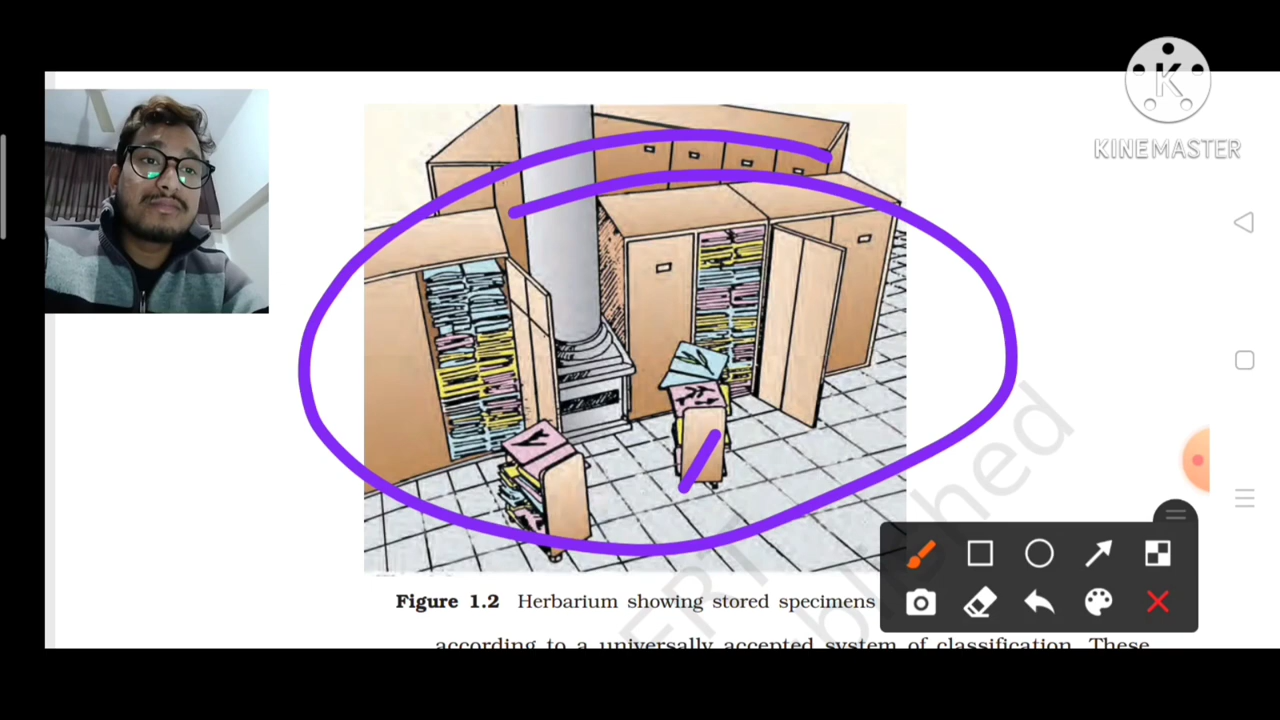 KINEMASTER
Figure 1.2 Herbarium showing stored specimens
according to a universally accepted system of classification. These